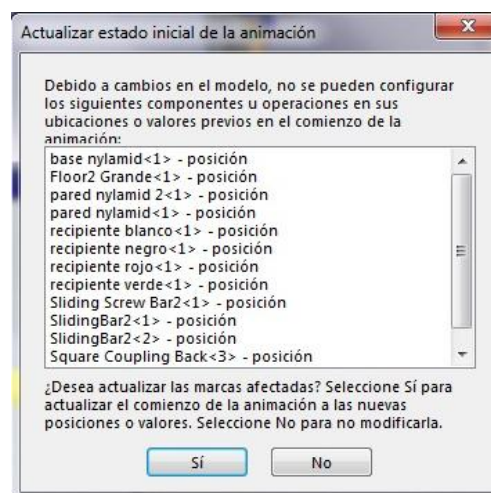 Actualizar estado inicial de la animación
Debido a cambios en el modelo, no se pueden configurar
los siguientes componentes u operaciones en sus
ubicaciones o valores previos en el comienzo de la
animación:
base nylamid<1> - posición
Floor2 Grande<1> - posición
pared nylamid 2<1> - posición
pared nylamid<1> - posición
recipiente blanco<1> - posición
recipiente negro<1> - posición
recipiente rojo<1> - posición
recipiente verde<1> - posición
Sliding Screw Bar2<1> - posición
SlidingBar2<1> - posición
SlidingBar2<2> - posición
Square Coupling Back<3> - posición
¿Desea actualizar las marcas afectadas? Seleccione Sí para
actualizar el comienzo de la animación a las nuevas
posiciones o valores. Seleccione No para no modificarla.
Sí No